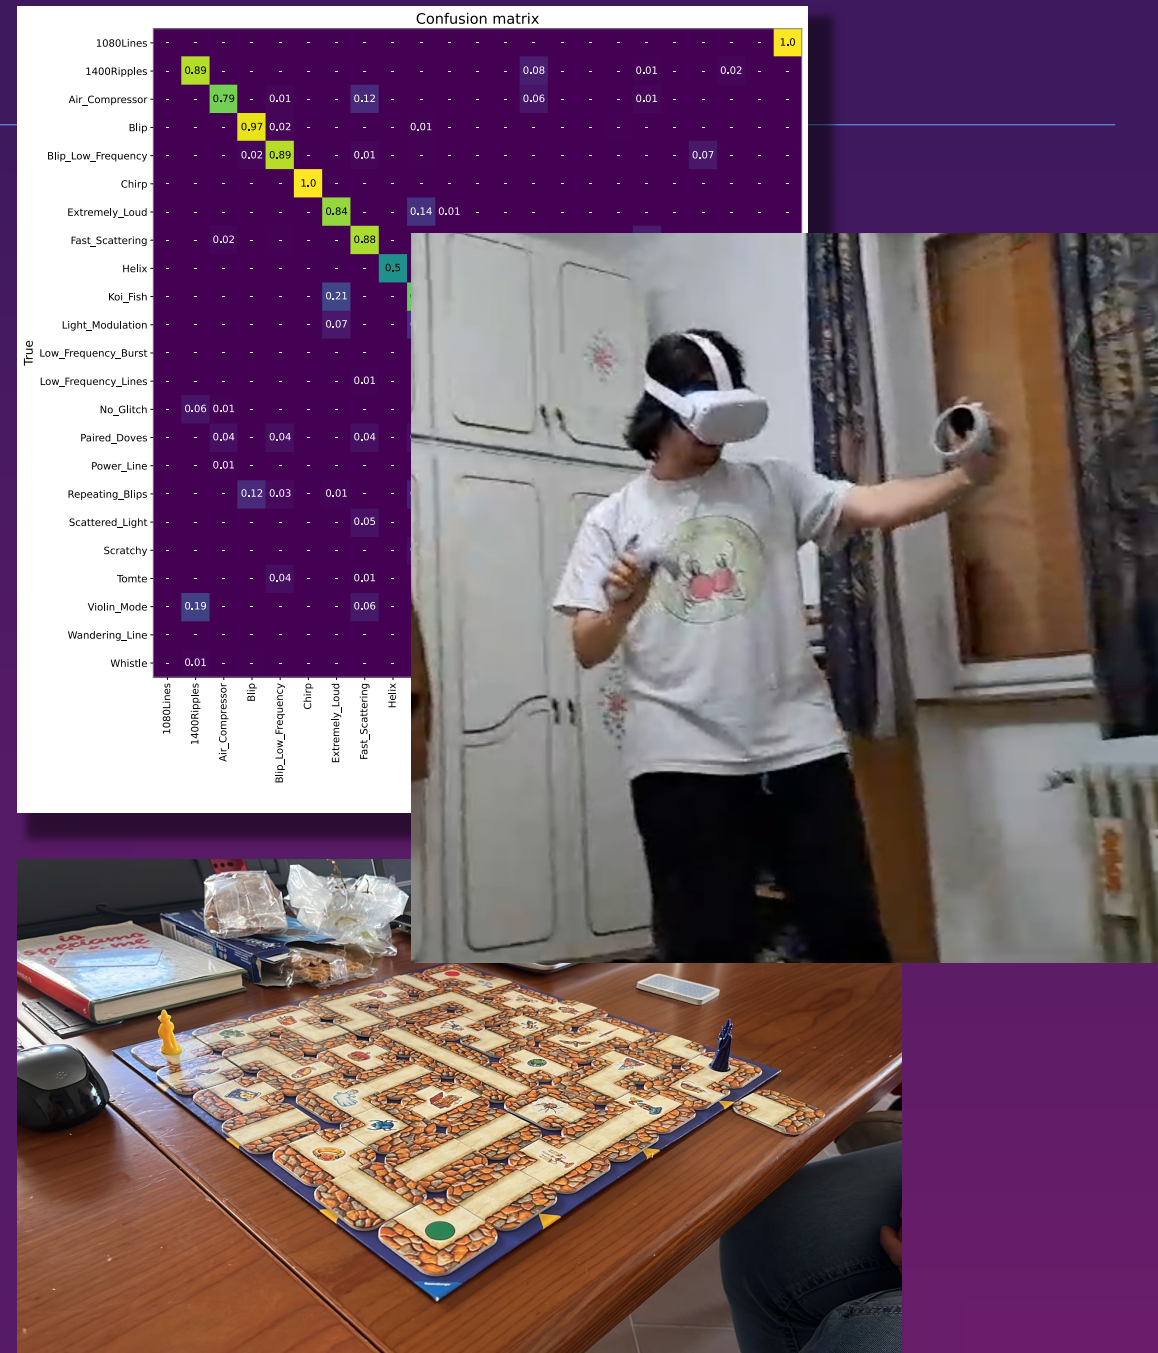 Confusion matrix
1080Lines - - - - - - - - - - - - - - - - - - - - - - 1.0
1400Ripples - 0.89 - - - - - - - - - - - 0.08 - - - 0.01 - - 0.02 - -
Air_Compressor - - 0.79 - 0.01 - - 0.12 - - - - - 0.06 - - - 0.01 - - - - -
Blip - - - 0.97 0.02 - - - - 0.01 - - - - - - - - - - - - -
Blip_Low_Frequency - - - 0.02 0.89 - - 0.01 - - - - - - - - - - - 0.07 - - -
Chirp - - - - - 1.0 - - - - - - - - - - - - - - - - -
Extremely_Loud - - - - - - 0.84 - - 0.14 0.01 - - - - - - - - - - - -
Fast_Scattering - - 0.02 - - - - 0.88 -
Helix - - - - - - - - 0.5
Koi_Fish - - - - - - 0.21 - -
Light_Modulation - - - - - - 0.07 - -
Low_Frequency_Burst - - - - - - - - -
Low_Frequency_Lines - - - - - - - 0.01 -
No_Glitch - 0.06 0.01 - - - - - -
Paired_Doves - - 0.04 - 0.04 - - 0.04 -
Power_Line - - 0.01 - - - - - -
Repeating_Blips - - - 0.12 0.03 - 0.01 - -
Scattered_Light - - - - - - - 0.05 -
Scratchy - - - - - - - - -
Tomte - - - - 0.04 - - 0.01 -
Violin_Mode - 0.19 - - - - - 0.06 -
Wandering_Line - - - - - - - - -
Whistle - 0.01 - - - - - - -
True
1080Lines
1400Ripples
Air_Compressor
Blip
Blip_Low_Frequency
Chirp
Extremely_Loud
Fast_Scattering
Helix